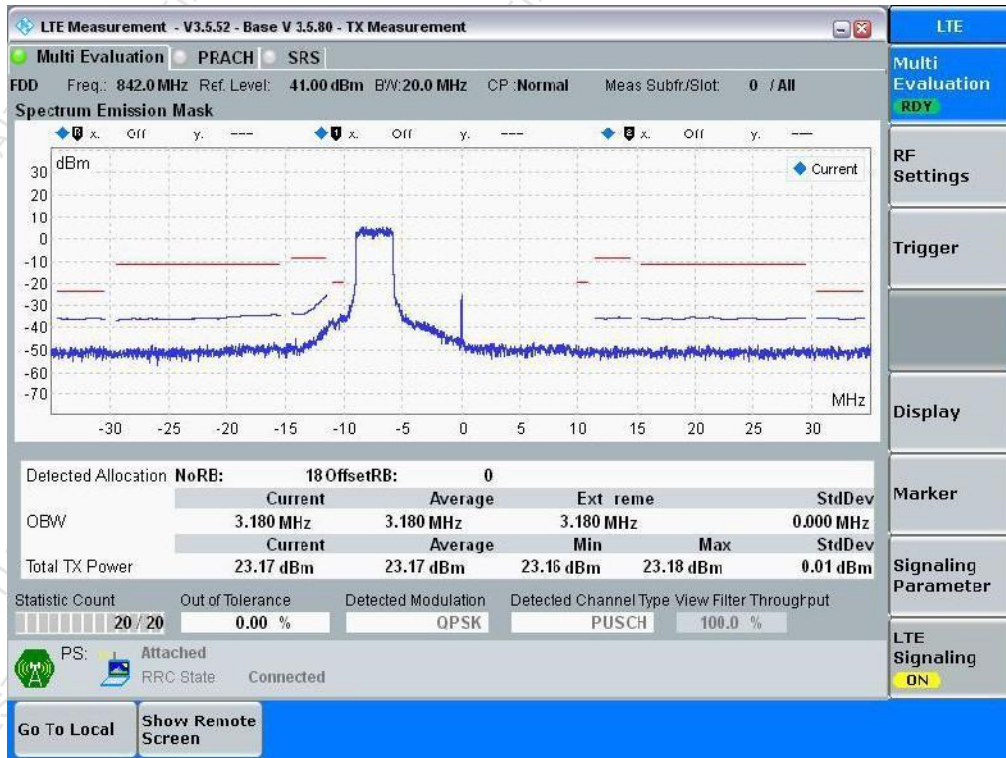 LTE Measurement - V3.5.52 - Base V 3.5.80 - TX Measurement
LTE
Multi Evaluation PRACH SRS
Multi Evaluation
RDY
FDD Freq.: 842.0 MHz Ref. Level: 41.00 dBm BW: 20.0 MHz CP :Normal Meas Subfr./Slot: 0 / All
Spectrum Emission Mask
x. Off y. --- 1 x. Off y. --- 2 x. Off y. ---
dBm
Current
30
20
10
0
-10
-20
-30
-40
-50
-60
-70
MHz
-30 -25 -20 -15 -10 -5 0 5 10 15 20 25 30
RF Settings
Trigger
Display
Marker
Signaling Parameter
LTE Signaling
ON
Detected Allocation NoRB: 18 OffsetRB: 0
Current Average Ext reme StdDev
OBW 3.180 MHz 3.180 MHz 3.180 MHz 0.000 MHz
Current Average Min Max StdDev
Total TX Power 23.17 dBm 23.17 dBm 23.16 dBm 23.18 dBm 0.01 dBm
Statistic Count Out of Tolerance Detected Modulation Detected Channel Type View Filter Throughput
20 / 20 0.00 % QPSK PUSCH 100.0 %
PS: Attached
RRC State Connected
Go To Local
Show Remote Screen